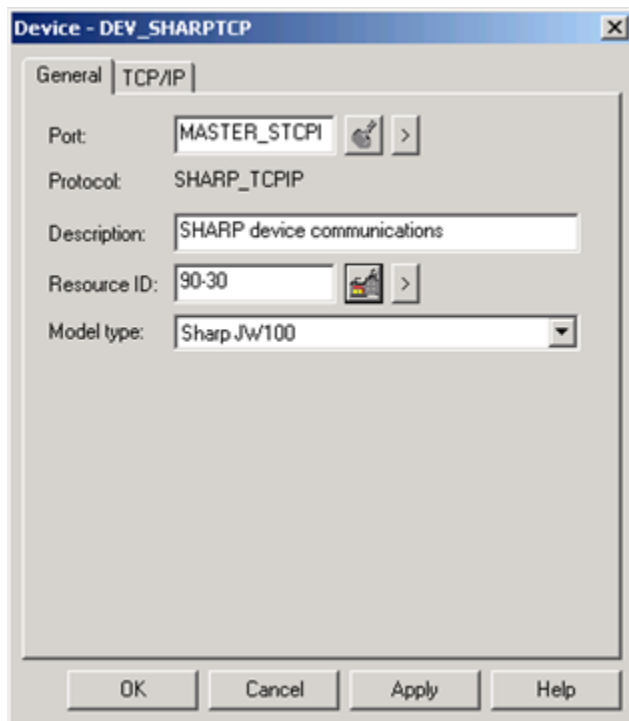 Device - DEV_SHARPTCP
General TCP/IP
Port: MASTER_STCPI >
Protocol: SHARP_TCPIP
Description: SHARP device communications
Resource ID: 90-30 >
Model type: Sharp JW100
OK Cancel Apply Help